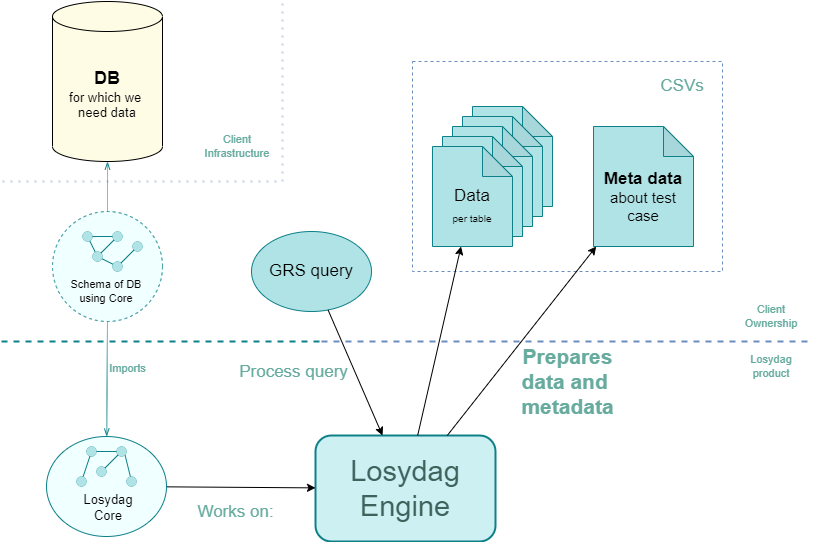 DB
for which we
need data
Client
Infrastructure
CSVs
Data
per table
Meta data
about test
case
Schema of DB
using Core
GRS query
Client
Ownership
Imports
Process query
Prepares
data and
metadata
Losydag
product
Losydag
Core
Works on:
Losydag
Engine